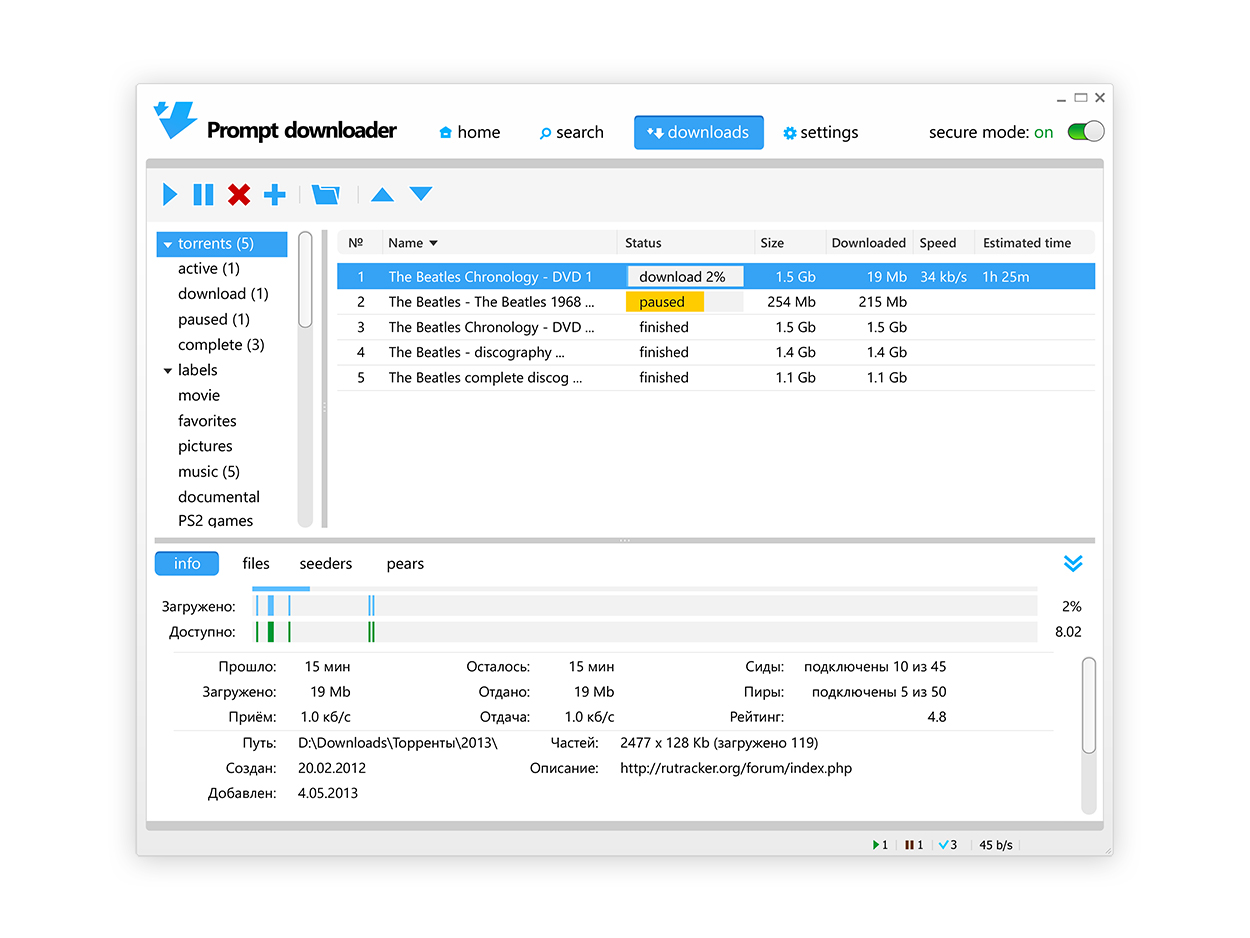 Prompt downloader home search downloads settings secure mode: on
torrents (5)
active (1)
download (1)
paused (1)
complete (3)
labels
movie
favorites
pictures
music (5)
documental
PS2 games
№ Name Status Size Downloaded Speed Estimated time
1 The Beatles Chronology - DVD 1 download 2% 1.5 Gb 19 Mb 34 kb/s 1h 25m
2 The Beatles - The Beatles 1968 ... paused 254 Mb 215 Mb
3 The Beatles Chronology - DVD ... finished 1.5 Gb 1.5 Gb
4 The Beatles - discography ... finished 1.4 Gb 1.4 Gb
5 The Beatles complete discog ... finished 1.1 Gb 1.1 Gb
info files seeders pears
Загружено: 2%
Доступно: 8.02
Прошло: 15 мин Осталось: 15 мин Сиды: подключены 10 из 45
Загружено: 19 Mb Отдано: 19 Mb Пиры: подключены 5 из 50
Приём: 1.0 кб/с Отдача: 1.0 кб/с Рейтинг: 4.8
Путь: D:\Downloads\Торренты\2013\ Частей: 2477 x 128 Kb (загружено 119)
Создан: 20.02.2012 Описание: http://rutracker.org/forum/index.php
Добавлен: 4.05.2013
1 1 3 45 b/s